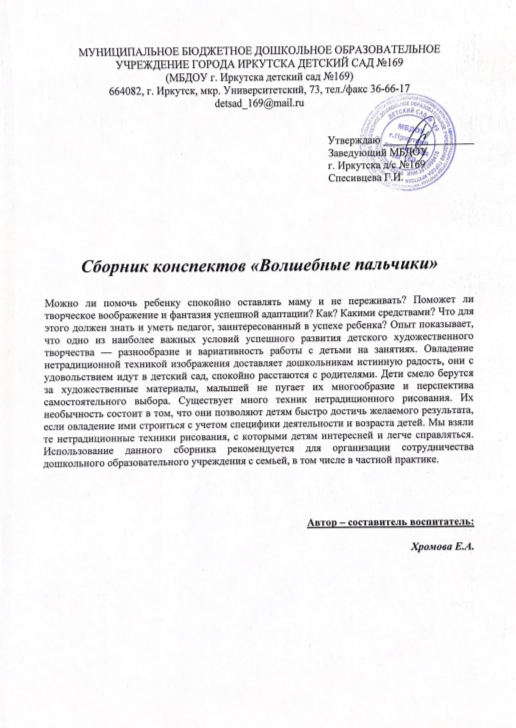 МУНИЦИПАЛЬНОЕ БЮДЖЕТНОЕ ДОШКОЛЬНОЕ ОБРАЗОВАТЕЛЬНОЕ
УЧРЕЖДЕНИЕ ГОРОДА ИРКУТСКА ДЕТСКИЙ САД №169
(МБДОУ г. Иркутска детский сад №169)
664082, г. Иркутск, мкр. Университетский, 73, тел./факс 36-66-17
detsad_169@mail.ru
Утверждаю
Заведующий МБДОУ
г. Иркутска д/с №169
Спесивцева Г.И.
Сборник конспектов «Волшебные пальчики»
Можно ли помочь ребенку спокойно оставлять маму и не переживать? Поможет ли
творческое воображение и фантазия успешной адаптации? Как? Какими средствами? Что для
этого должен знать и уметь педагог, заинтересованный в успехе ребенка? Опыт показывает,
что одно из наиболее важных условий успешного развития детского художественного
творчества — разнообразие и вариативность работы с детьми на занятиях. Овладение
нетрадиционной техникой изображения доставляет дошкольникам истинную радость, они с
удовольствием идут в детский сад, спокойно расстаются с родителями. Дети смело берутся
за художественные материалы, малышей не пугает их многообразие и перспектива
самостоятельного выбора. Существует много техник нетрадиционного рисования. Их
необычность состоит в том, что они позволяют детям быстро достичь желаемого результата,
если овладение ими строиться с учетом специфики деятельности и возраста детей. Мы взяли
те нетрадиционные техники рисования, с которыми детям интересней и легче справляться.
Использование данного сборника рекомендуется для организации сотрудничества
дошкольного образовательного учреждения с семьей, в том числе в частной практике.
Автор – составитель воспитатель:
Хромова Е.А.